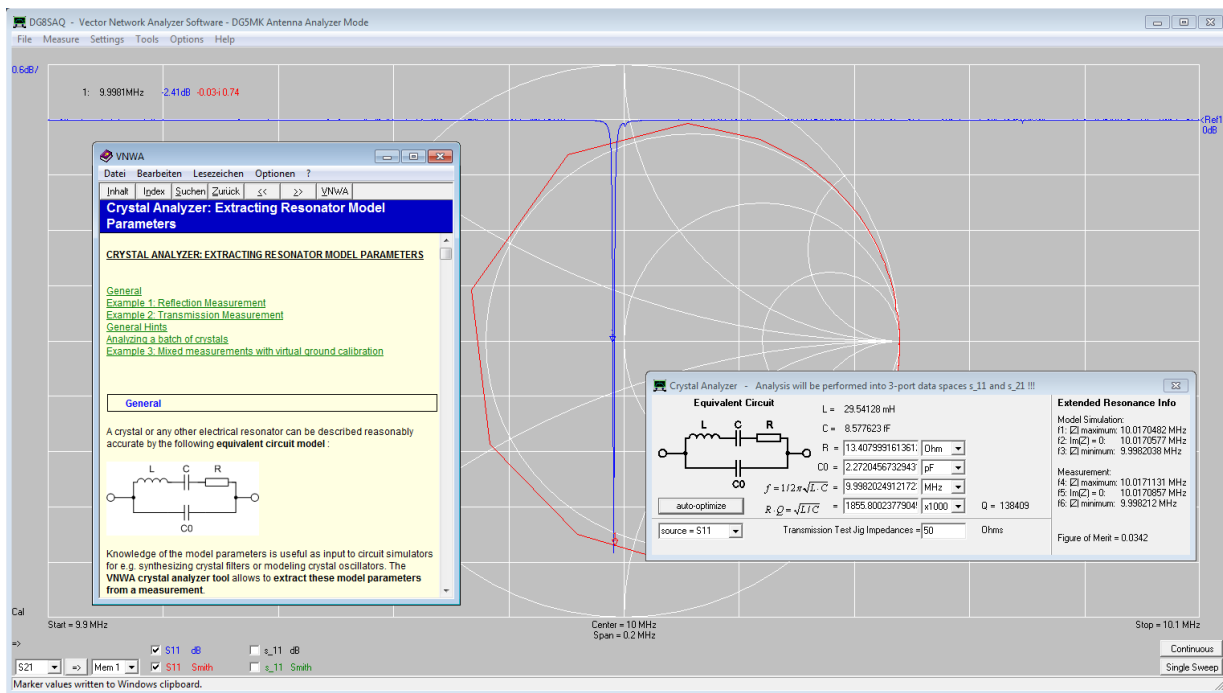 DG8SAQ - Vector Network Analyzer Software - DG5MK Antenna Analyzer Mode
File Measure Settings Tools Options Help
0.6dB/
1: 9.9981MHz -2.41dB -0.03-i 0.74
<Ref1
0dB
VNWA
Datei Bearbeiten Lesezeichen Optionen ?
Inhalt Index Suchen Zurück << >> VNWA
Crystal Analyzer: Extracting Resonator Model
Parameters
CRYSTAL ANALYZER: EXTRACTING RESONATOR MODEL PARAMETERS
General
Example 1: Reflection Measurement
Example 2: Transmission Measurement
General Hints
Analyzing a batch of crystals
Example 3: Mixed measurements with virtual ground calibration
General
A crystal or any other electrical resonator can be described reasonably
accurate by the following equivalent circuit model :
L C R
C0
Knowledge of the model parameters is useful as input to circuit simulators
for e.g. synthesizing crystal filters or modeling crystal oscillators. The
VNWA crystal analyzer tool allows to extract these model parameters
from a measurement.
Crystal Analyzer - Analysis will be performed into 3-port data spaces s_11 and s_21 !!!
Equivalent Circuit
L C R
C0
auto-optimize
source = S11
L = 29.54128 mH
C = 8.577623 fF
R = 13.407999161361 Ohm
C0 = 2.2720456732943 pF
f = 1/2π√L·C = 9.9982024912172 MHz
R·Q = √L/C = 1855.8002377904 x1000 Q = 138409
Transmission Test Jig Impedances = 50 Ohms
Extended Resonance Info
Model Simulation:
f1: |Z| maximum: 10.0170482 MHz
f2: Im(Z) = 0: 10.0170577 MHz
f3: |Z| minimum: 9.9982038 MHz
Measurement:
f4: |Z| maximum: 10.0171131 MHz
f5: Im(Z) = 0: 10.0170857 MHz
f6: |Z| minimum: 9.998212 MHz
Figure of Merit = 0.0342
Cal
Start = 9.9 MHz
Center = 10 MHz
Span = 0.2 MHz
Stop = 10.1 MHz
=>
S11 dB s_11 dB
Continuous
S21 => Mem 1 S11 Smith s_11 Smith
Single Sweep
Marker values written to Windows clipboard.